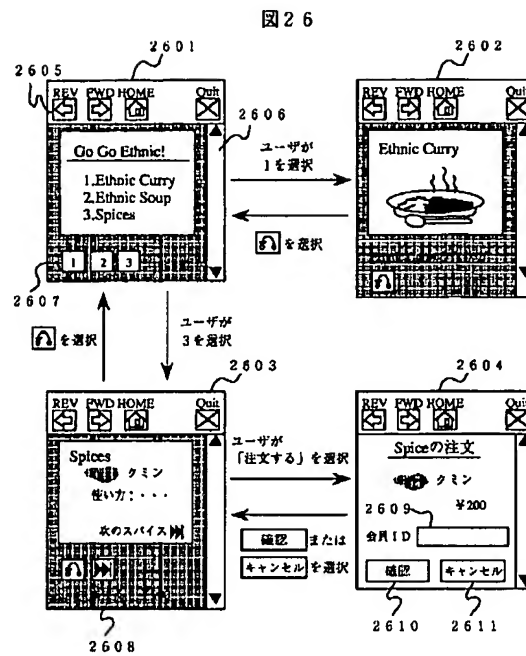 図26
2601
2602
2605
REV FWD HOME Quit
2606
Go Go Ethnic!
1.Ethnic Curry
2.Ethnic Soup
3.Spices
1 2 3
2607
ユーザが
1を選択
を選択
REV FWD HOME Quit
Ethnic Curry
を選択
ユーザが
3を選択
2603
2604
REV FWD HOME Quit
Spices
クミン
使い方:・・・
次のスパイス
2608
ユーザが
「注文する」を選択
確認 または
キャンセル を選択
REV FWD HOME Quit
Spiceの注文
クミン
2609
¥200
会員ID
確認 キャンセル
2610
2611